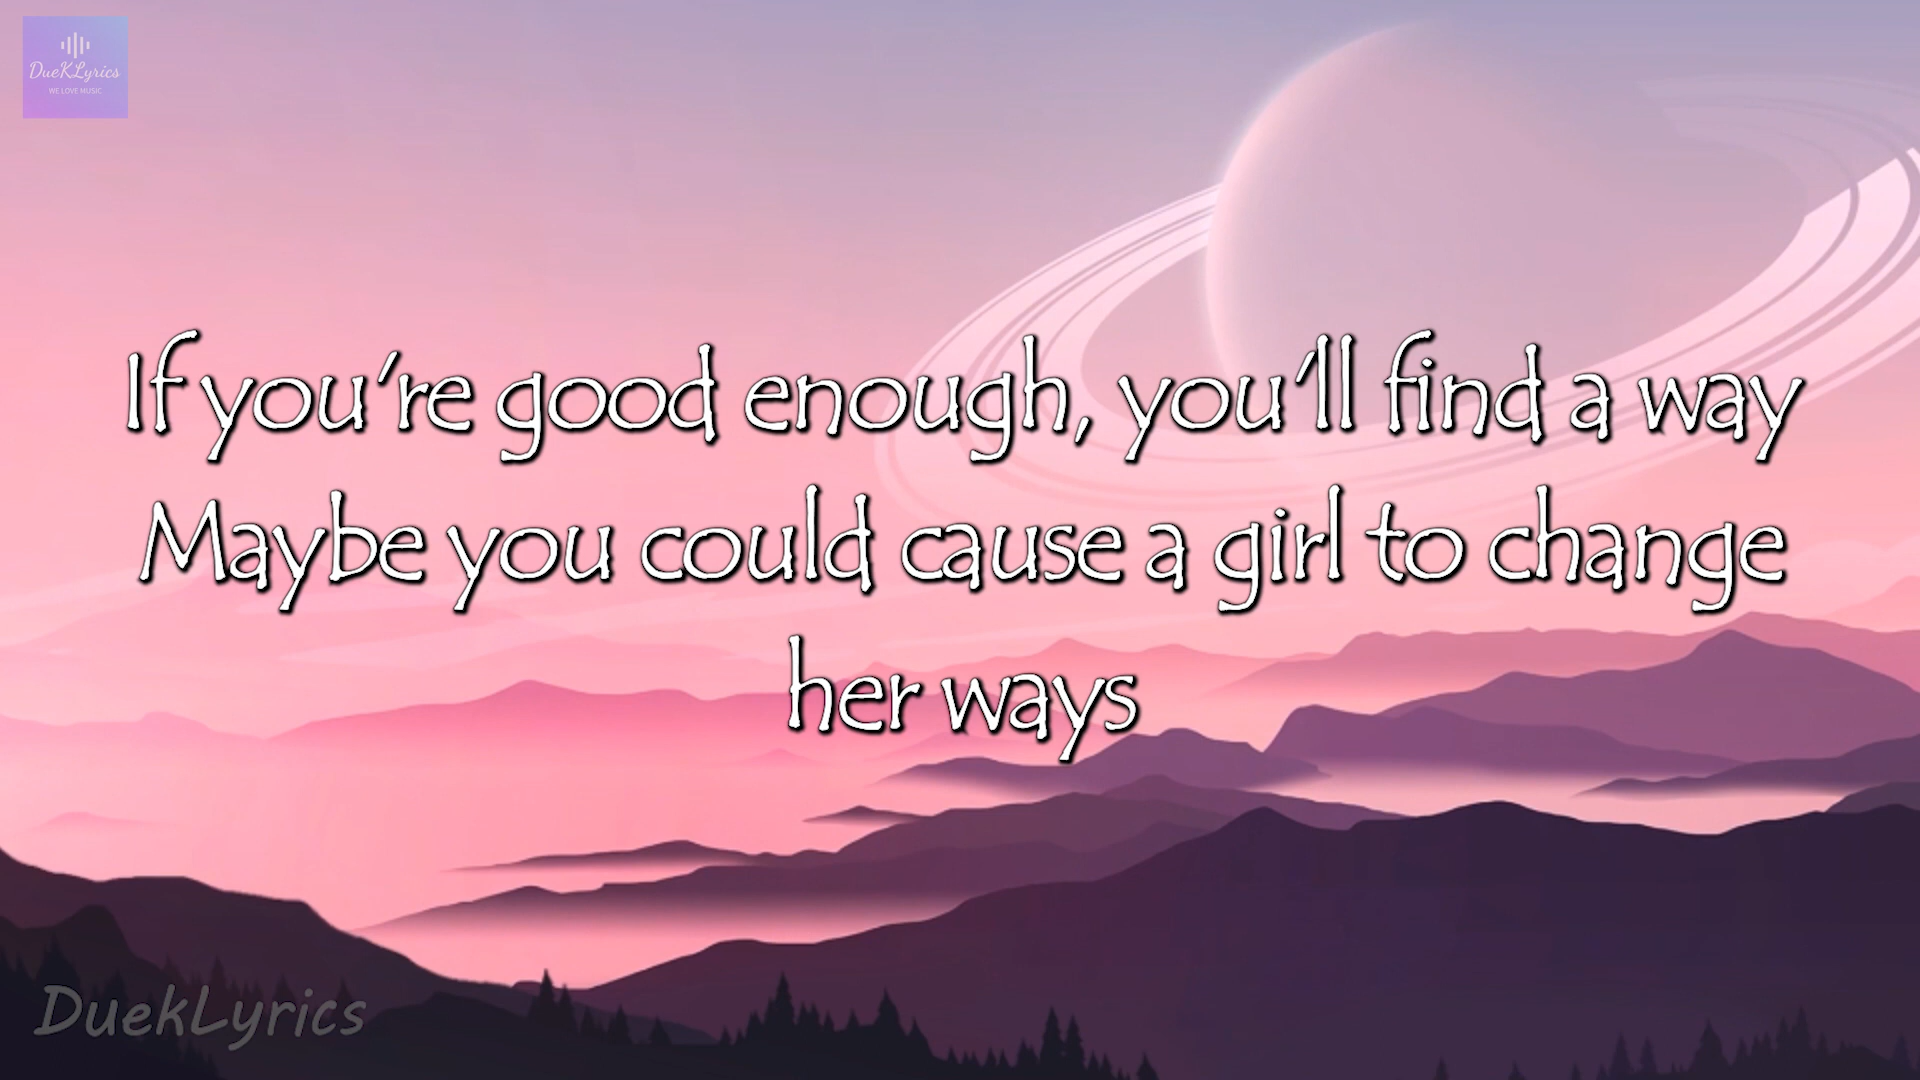 DueKLyrics
WE LOVE MUSIC
If you're good enough, you'll find a way
Maybe you could cause a girl to change
her ways
DuekLyrics